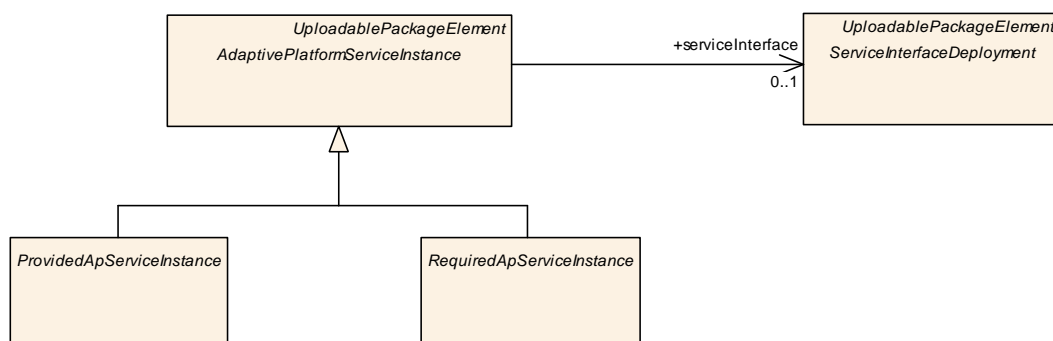 UploadablePackageElement
AdaptivePlatformServiceInstance
+serviceInterface
0..1
UploadablePackageElement
ServiceInterfaceDeployment
ProvidedApServiceInstance
RequiredApServiceInstance